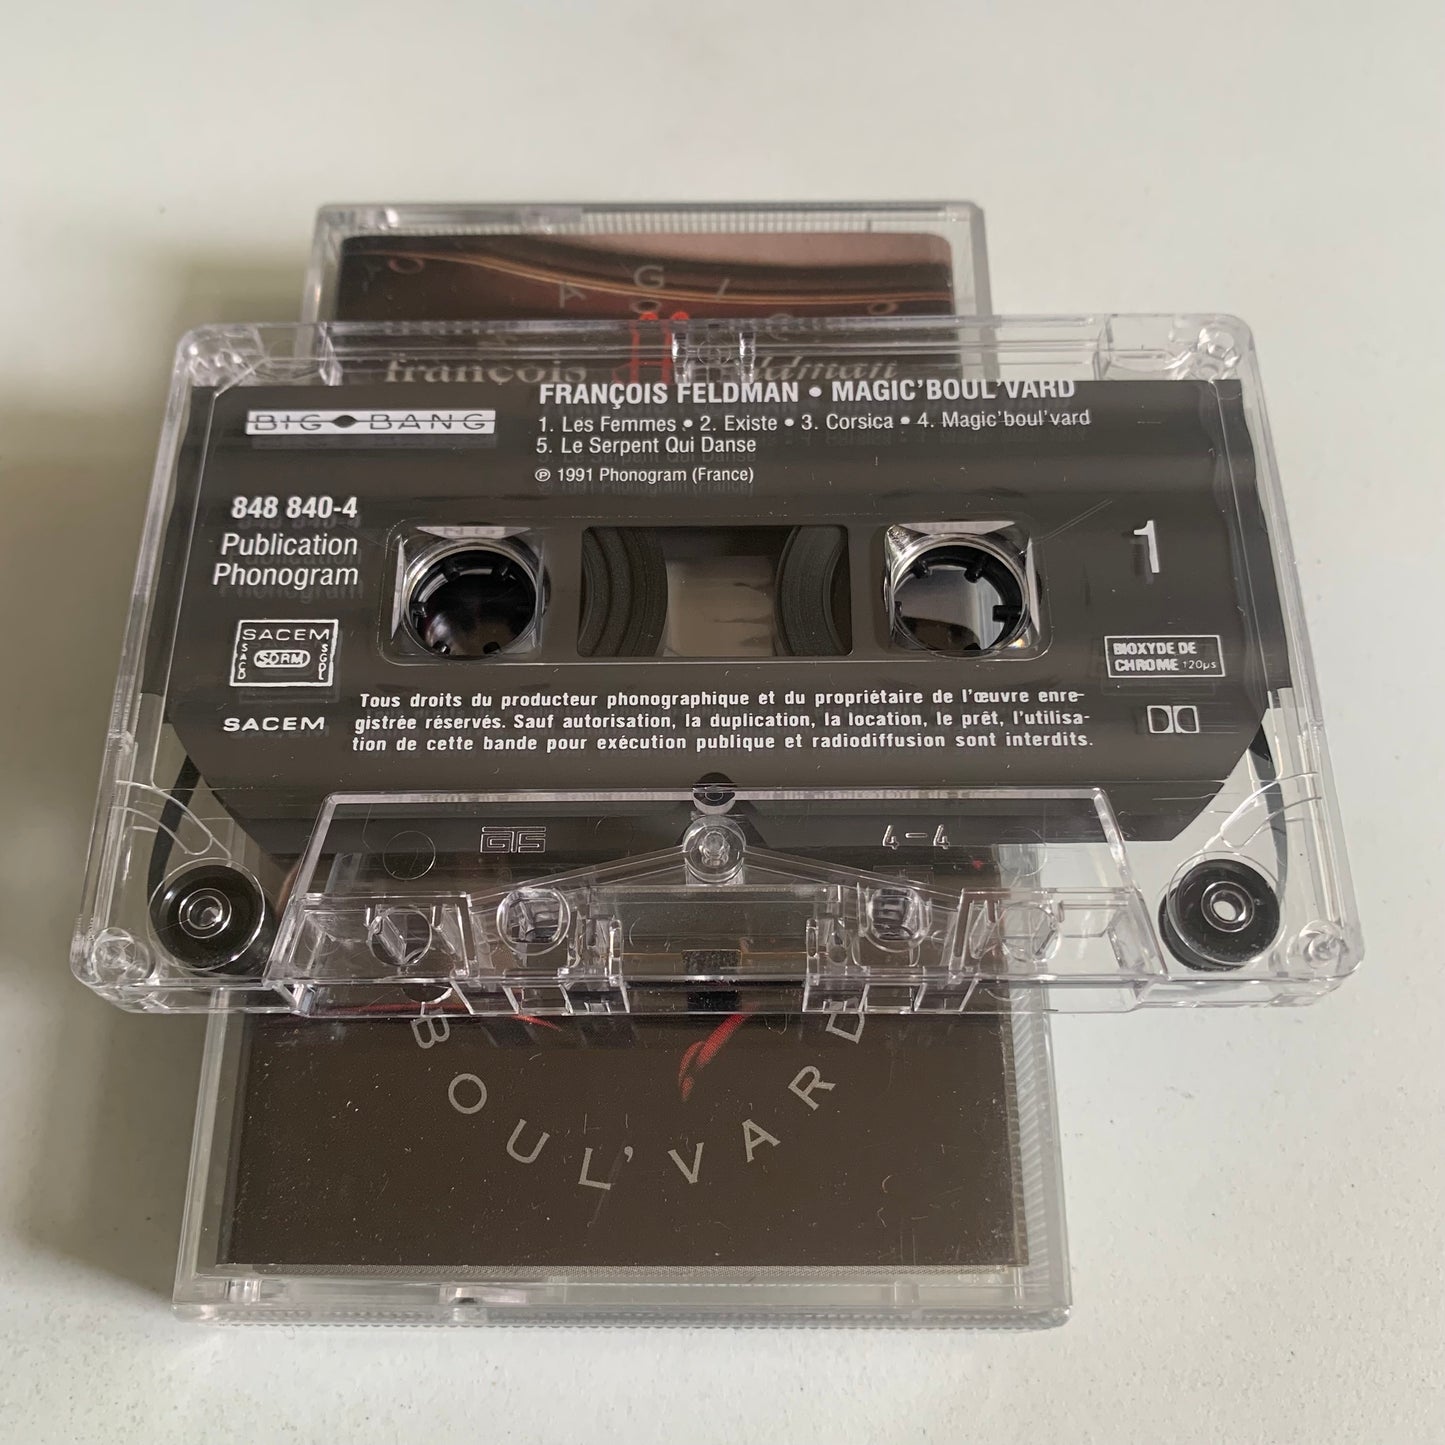 MAGIC
françois feldman
BIG BANG
FRANÇOIS FELDMAN • MAGIC'BOUL'VARD
1. Les Femmes • 2. Existe • 3. Corsica • 4. Magic'boul'vard
5. Le Serpent Qui Danse
℗ 1991 Phonogram (France)
848 840-4
Publication
Phonogram
1
SACEM
SACD SDRM SGDL
SACEM
BIOXYDE DE
CHROME 120µs
Tous droits du producteur phonographique et du propriétaire de l'œuvre enre-
gistrée réservés. Sauf autorisation, la duplication, la location, le prêt, l'utilisa-
tion de cette bande pour exécution publique et radiodiffusion sont interdits.
4-4
BOUL'VARD